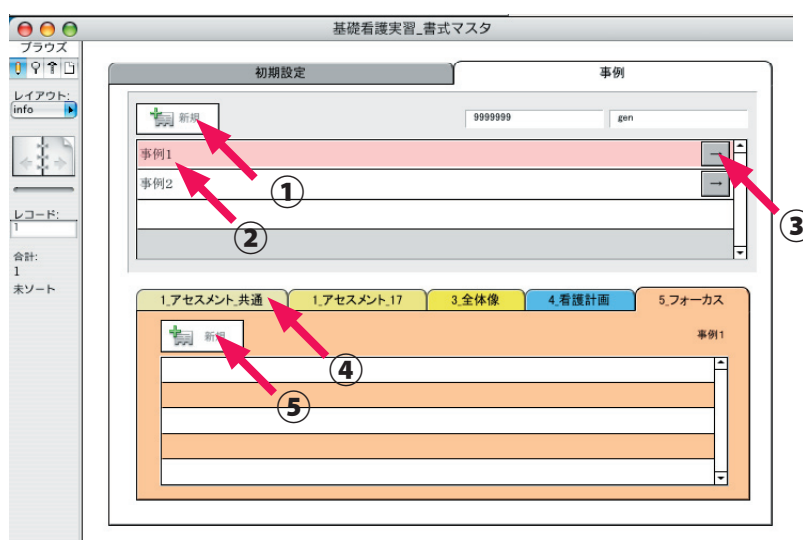 基礎看護実習_書式マスタ
ブラウズ
レイアウト:
info
レコード:
1
合計:
1
未ソート
初期設定
事例
新規
9999999
gen
事例1
→
事例2
→
①
②
③
1_アセスメント_共通
1_アセスメント_17
3_全体像
4_看護計画
5_フォーカス
新規
事例1
④
⑤